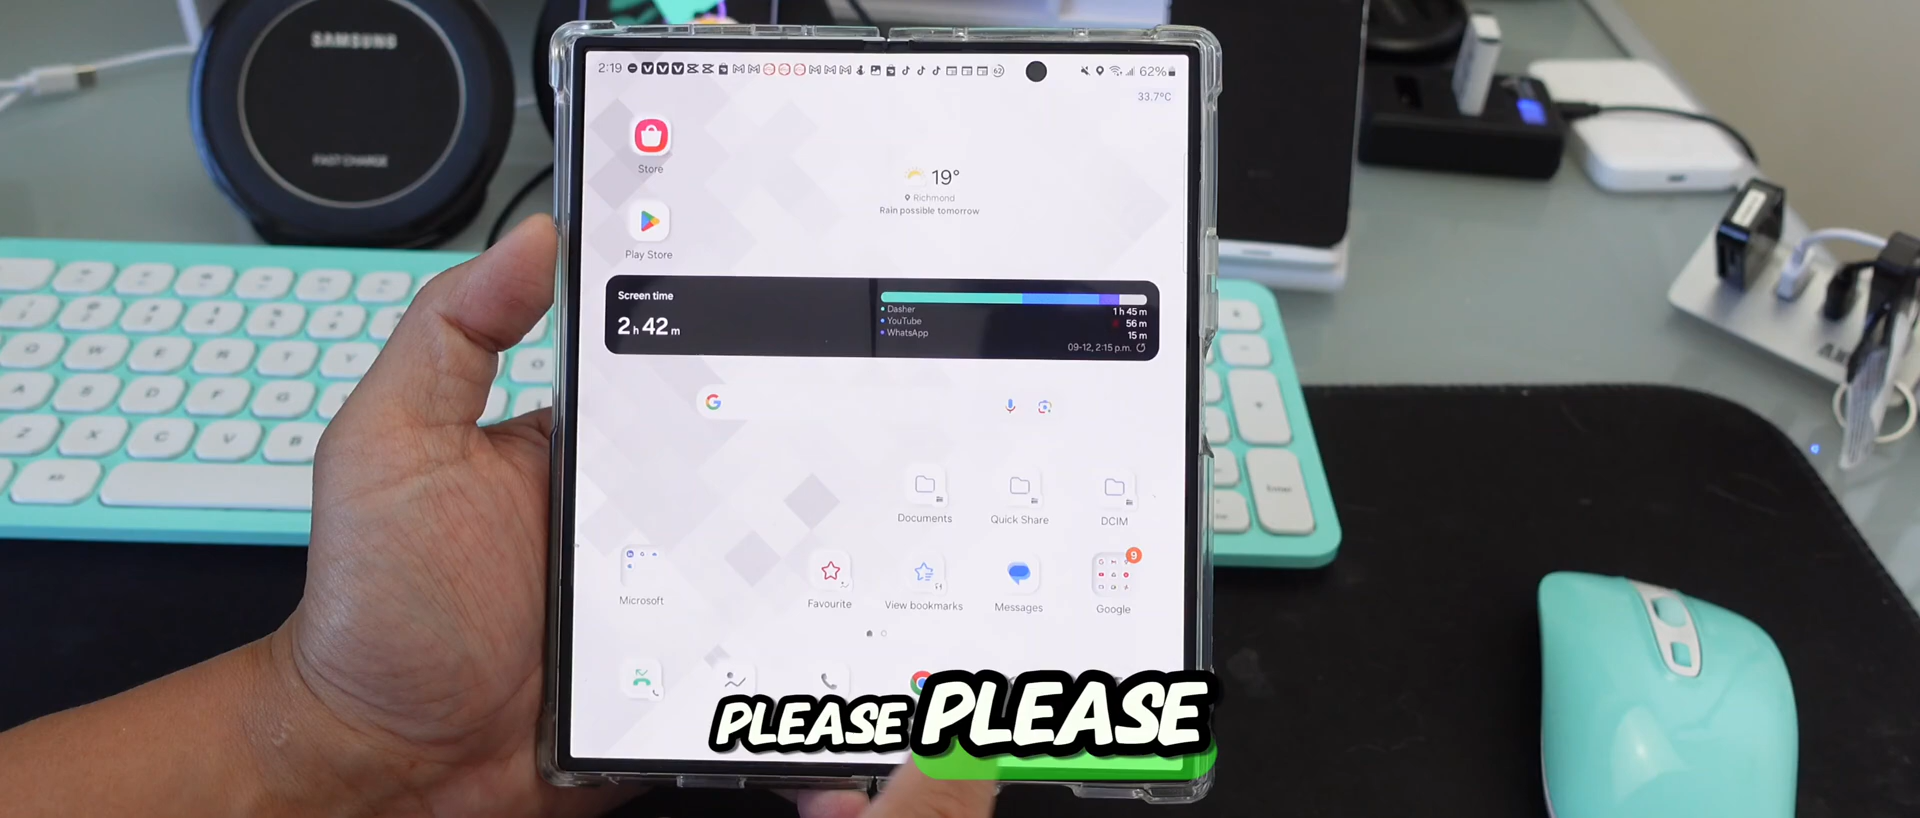 SAMSUNG
FAST CHARGE
2:19
62%
33.7°C
Store
19°
Richmond
Rain possible tomorrow
Play Store
Screen time
2 h 42 m
Dasher 1 h 45 m
YouTube 56 m
WhatsApp 15 m
09-12, 2:15 p.m.
Documents
Quick Share
DCIM
9
Microsoft
Favourite
View bookmarks
Messages
Google
PLEASE PLEASE